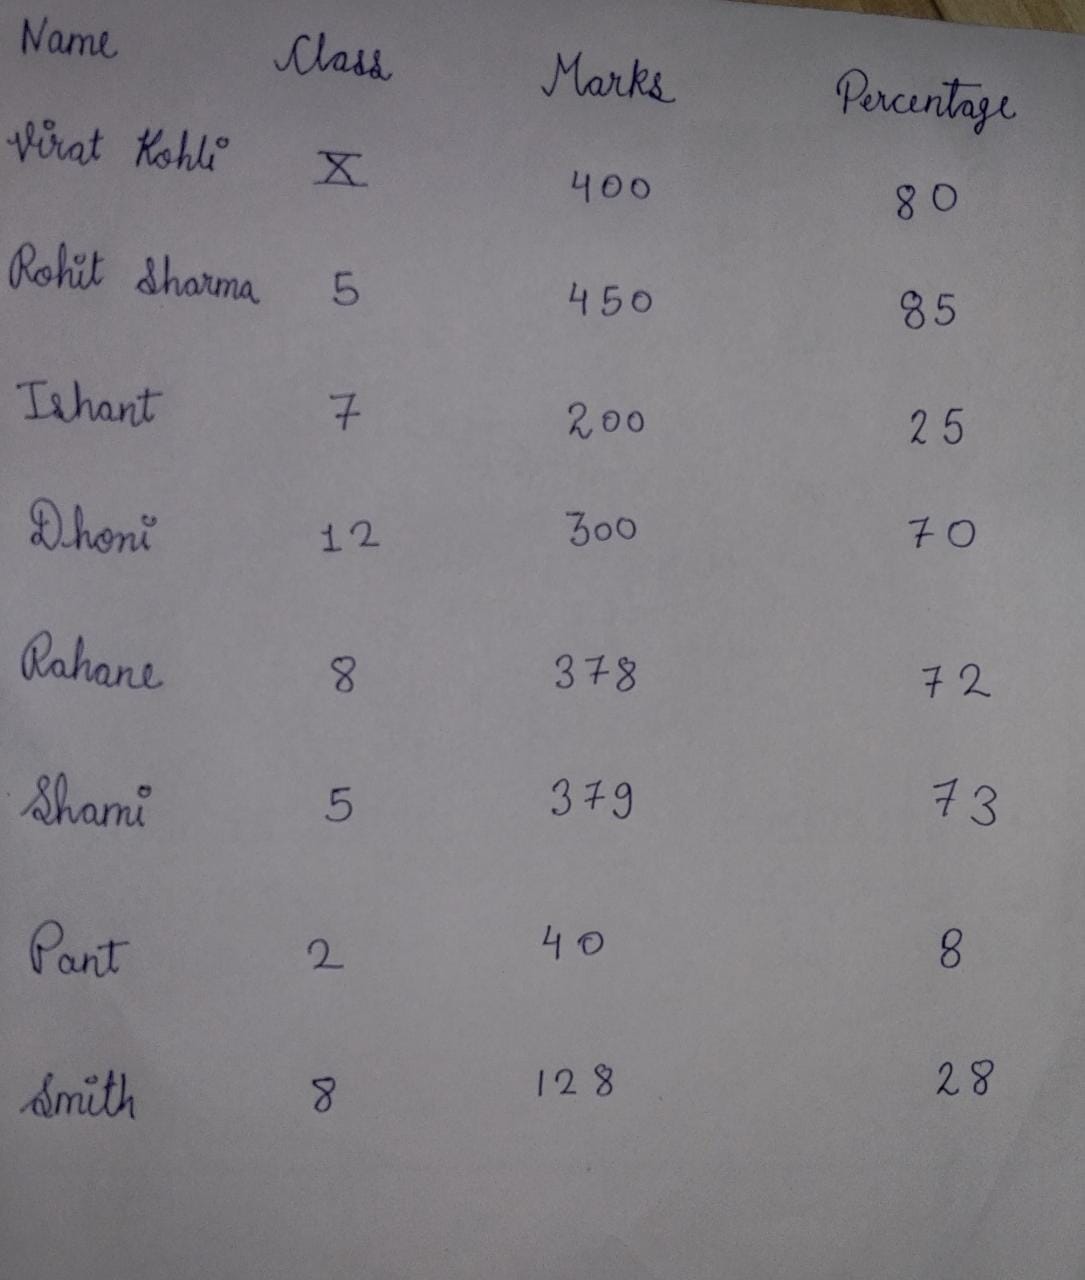 Name Class Marks Percentage
Virat Kohli X 400 80
Rohit Sharma 5 450 85
Ishant 7 200 25
Dhoni 12 300 70
Rahane 8 378 72
Shami 5 379 73
Pant 2 40 8
Smith 8 128 28